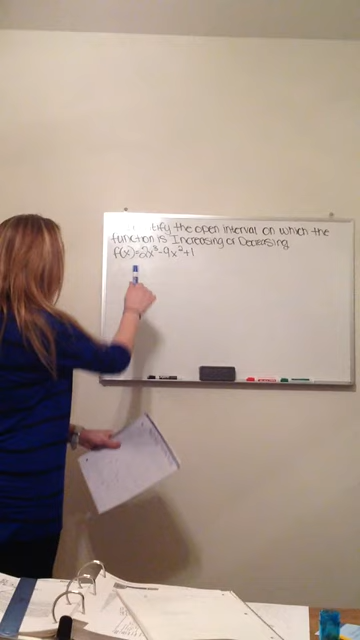 tify the open interval on which the
function is Increasing or Decreasing
f(x)=2x³-9x²+1